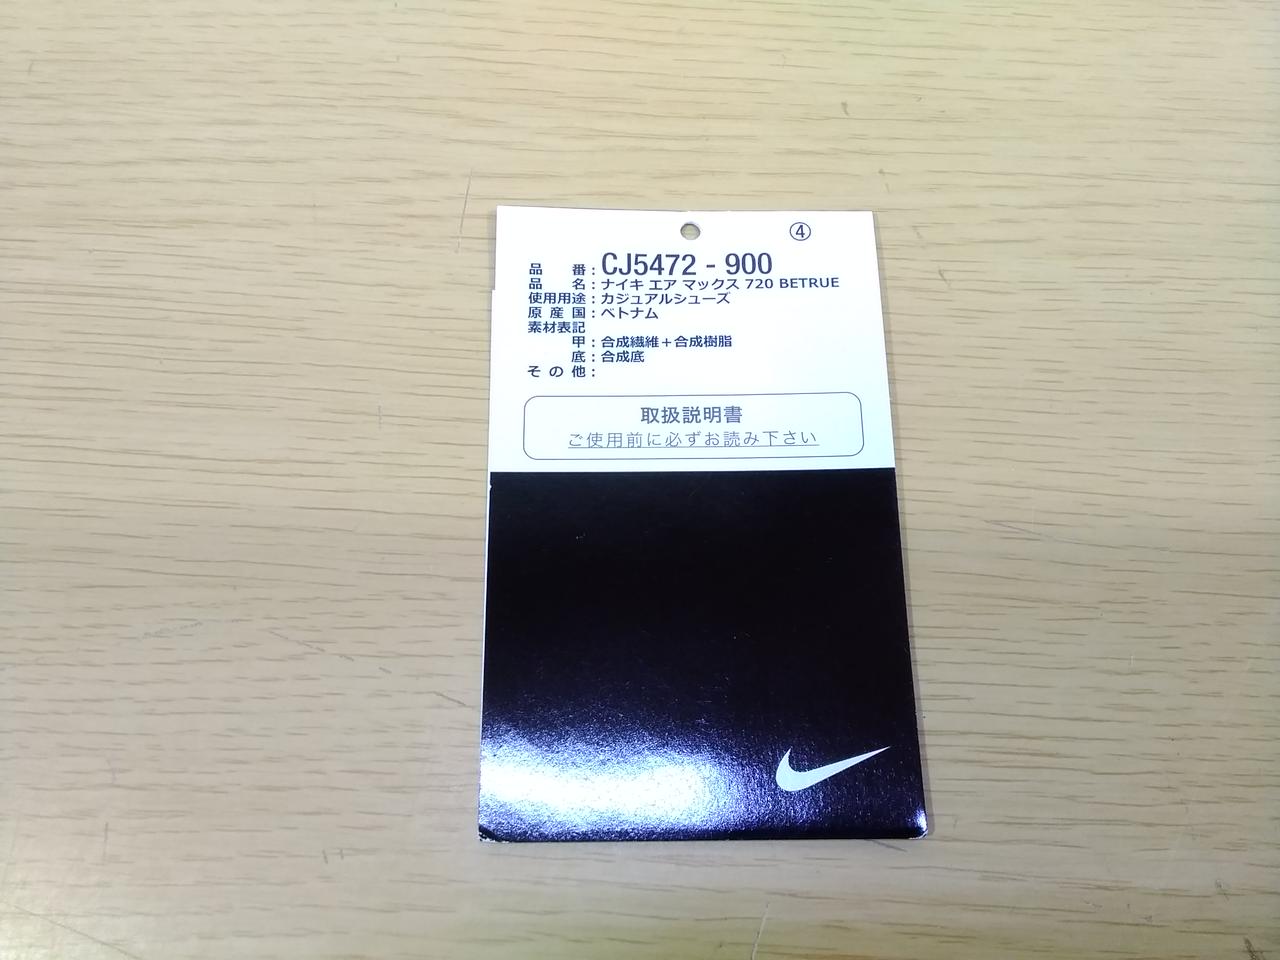 ④
品 番：CJ5472 - 900
品 名：ナイキ エア マックス 720 BETRUE
使用用途：カジュアルシューズ
原 産 国：ベトナム
素材表記
甲：合成繊維＋合成樹脂
底：合成底
そ の 他：
取扱説明書
ご使用前に必ずお読み下さい